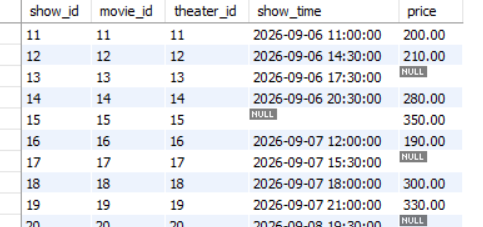 show_id movie_id theater_id show_time price
11 11 11 2026-09-06 11:00:00 200.00
12 12 12 2026-09-06 14:30:00 210.00
13 13 13 2026-09-06 17:30:00 NULL
14 14 14 2026-09-06 20:30:00 280.00
15 15 15 NULL 350.00
16 16 16 2026-09-07 12:00:00 190.00
17 17 17 2026-09-07 15:30:00 NULL
18 18 18 2026-09-07 18:00:00 300.00
19 19 19 2026-09-07 21:00:00 330.00
20 20 20 2026-09-08 19:30:00 NULL